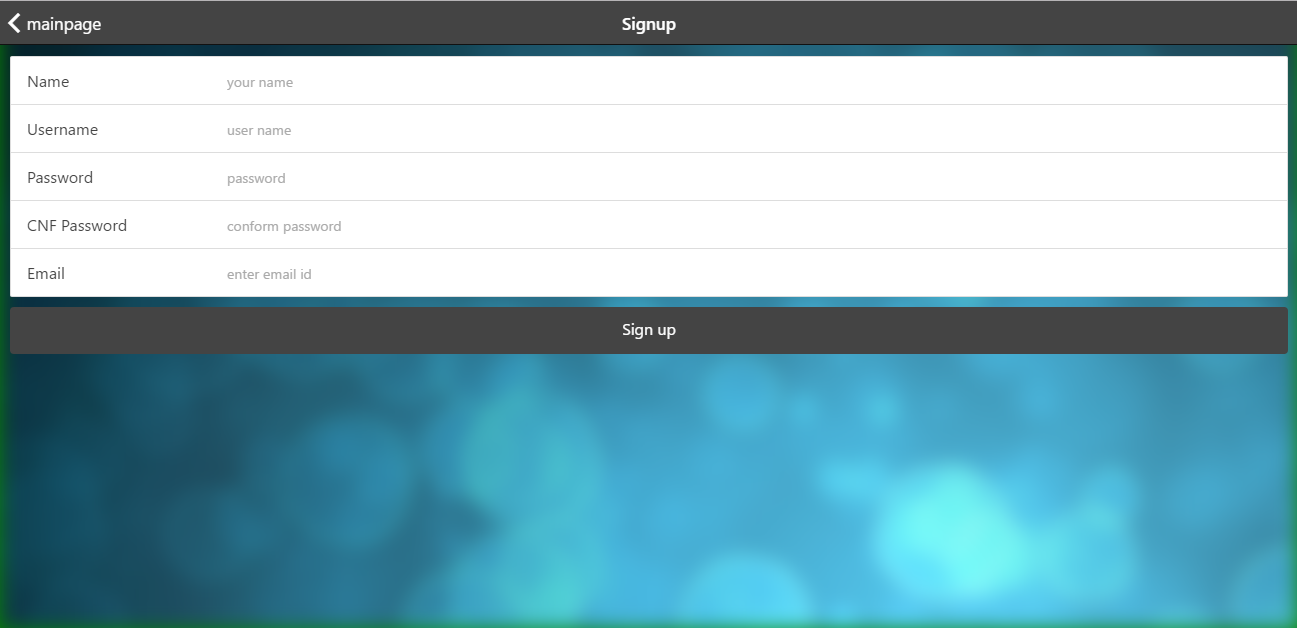 mainpage Signup
Name your name
Username user name
Password password
CNF Password conform password
Email enter email id
Sign up